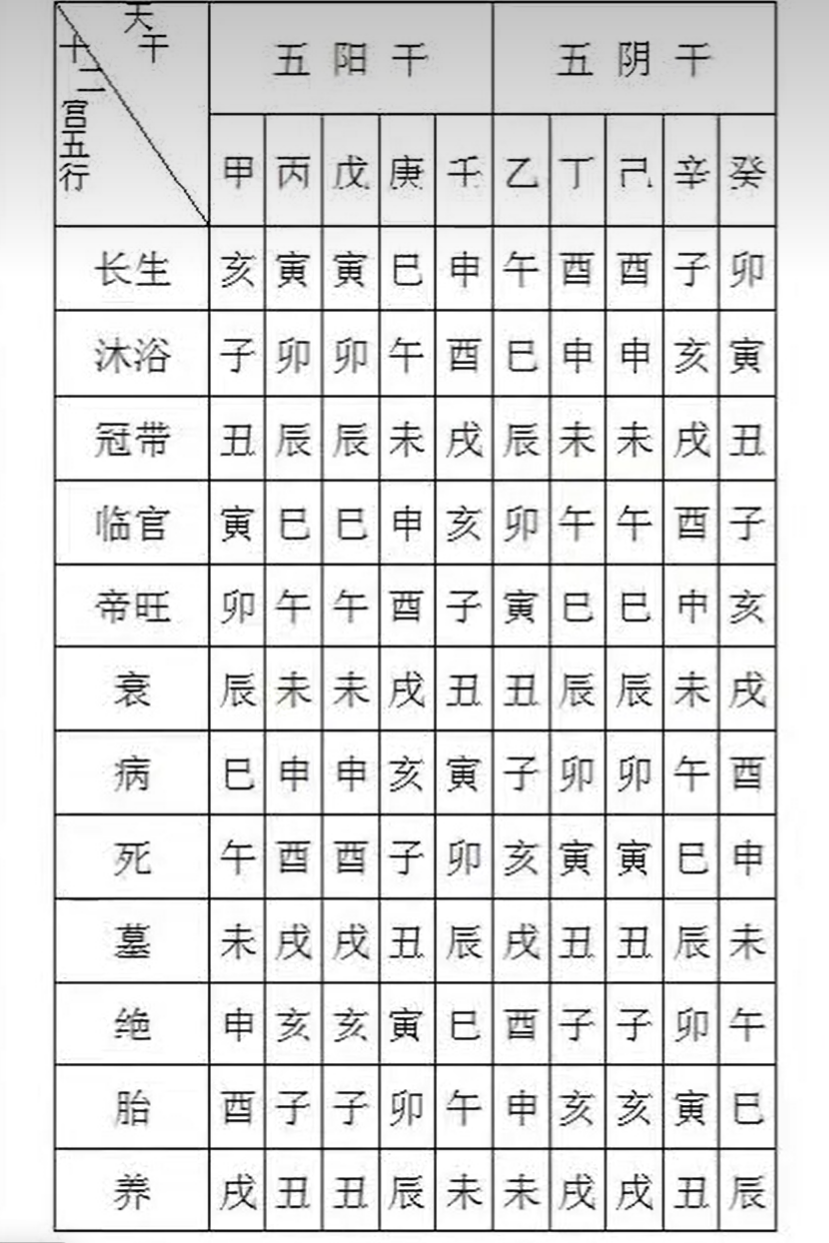 天干
十二宫五行
五阳干 五阴干
甲 丙 戊 庚 壬 乙 丁 己 辛 癸
长生 亥 寅 寅 巳 申 午 酉 酉 子 卯
沐浴 子 卯 卯 午 酉 巳 申 申 亥 寅
冠带 丑 辰 辰 未 戌 辰 未 未 戌 丑
临官 寅 巳 巳 申 亥 卯 午 午 酉 子
帝旺 卯 午 午 酉 子 寅 巳 巳 申 亥
衰 辰 未 未 戌 丑 丑 辰 辰 未 戌
病 巳 申 申 亥 寅 子 卯 卯 午 酉
死 午 酉 酉 子 卯 亥 寅 寅 巳 申
墓 未 戌 戌 丑 辰 戌 丑 丑 辰 未
绝 申 亥 亥 寅 巳 酉 子 子 卯 午
胎 酉 子 子 卯 午 申 亥 亥 寅 巳
养 戌 丑 丑 辰 未 未 戌 戌 丑 辰